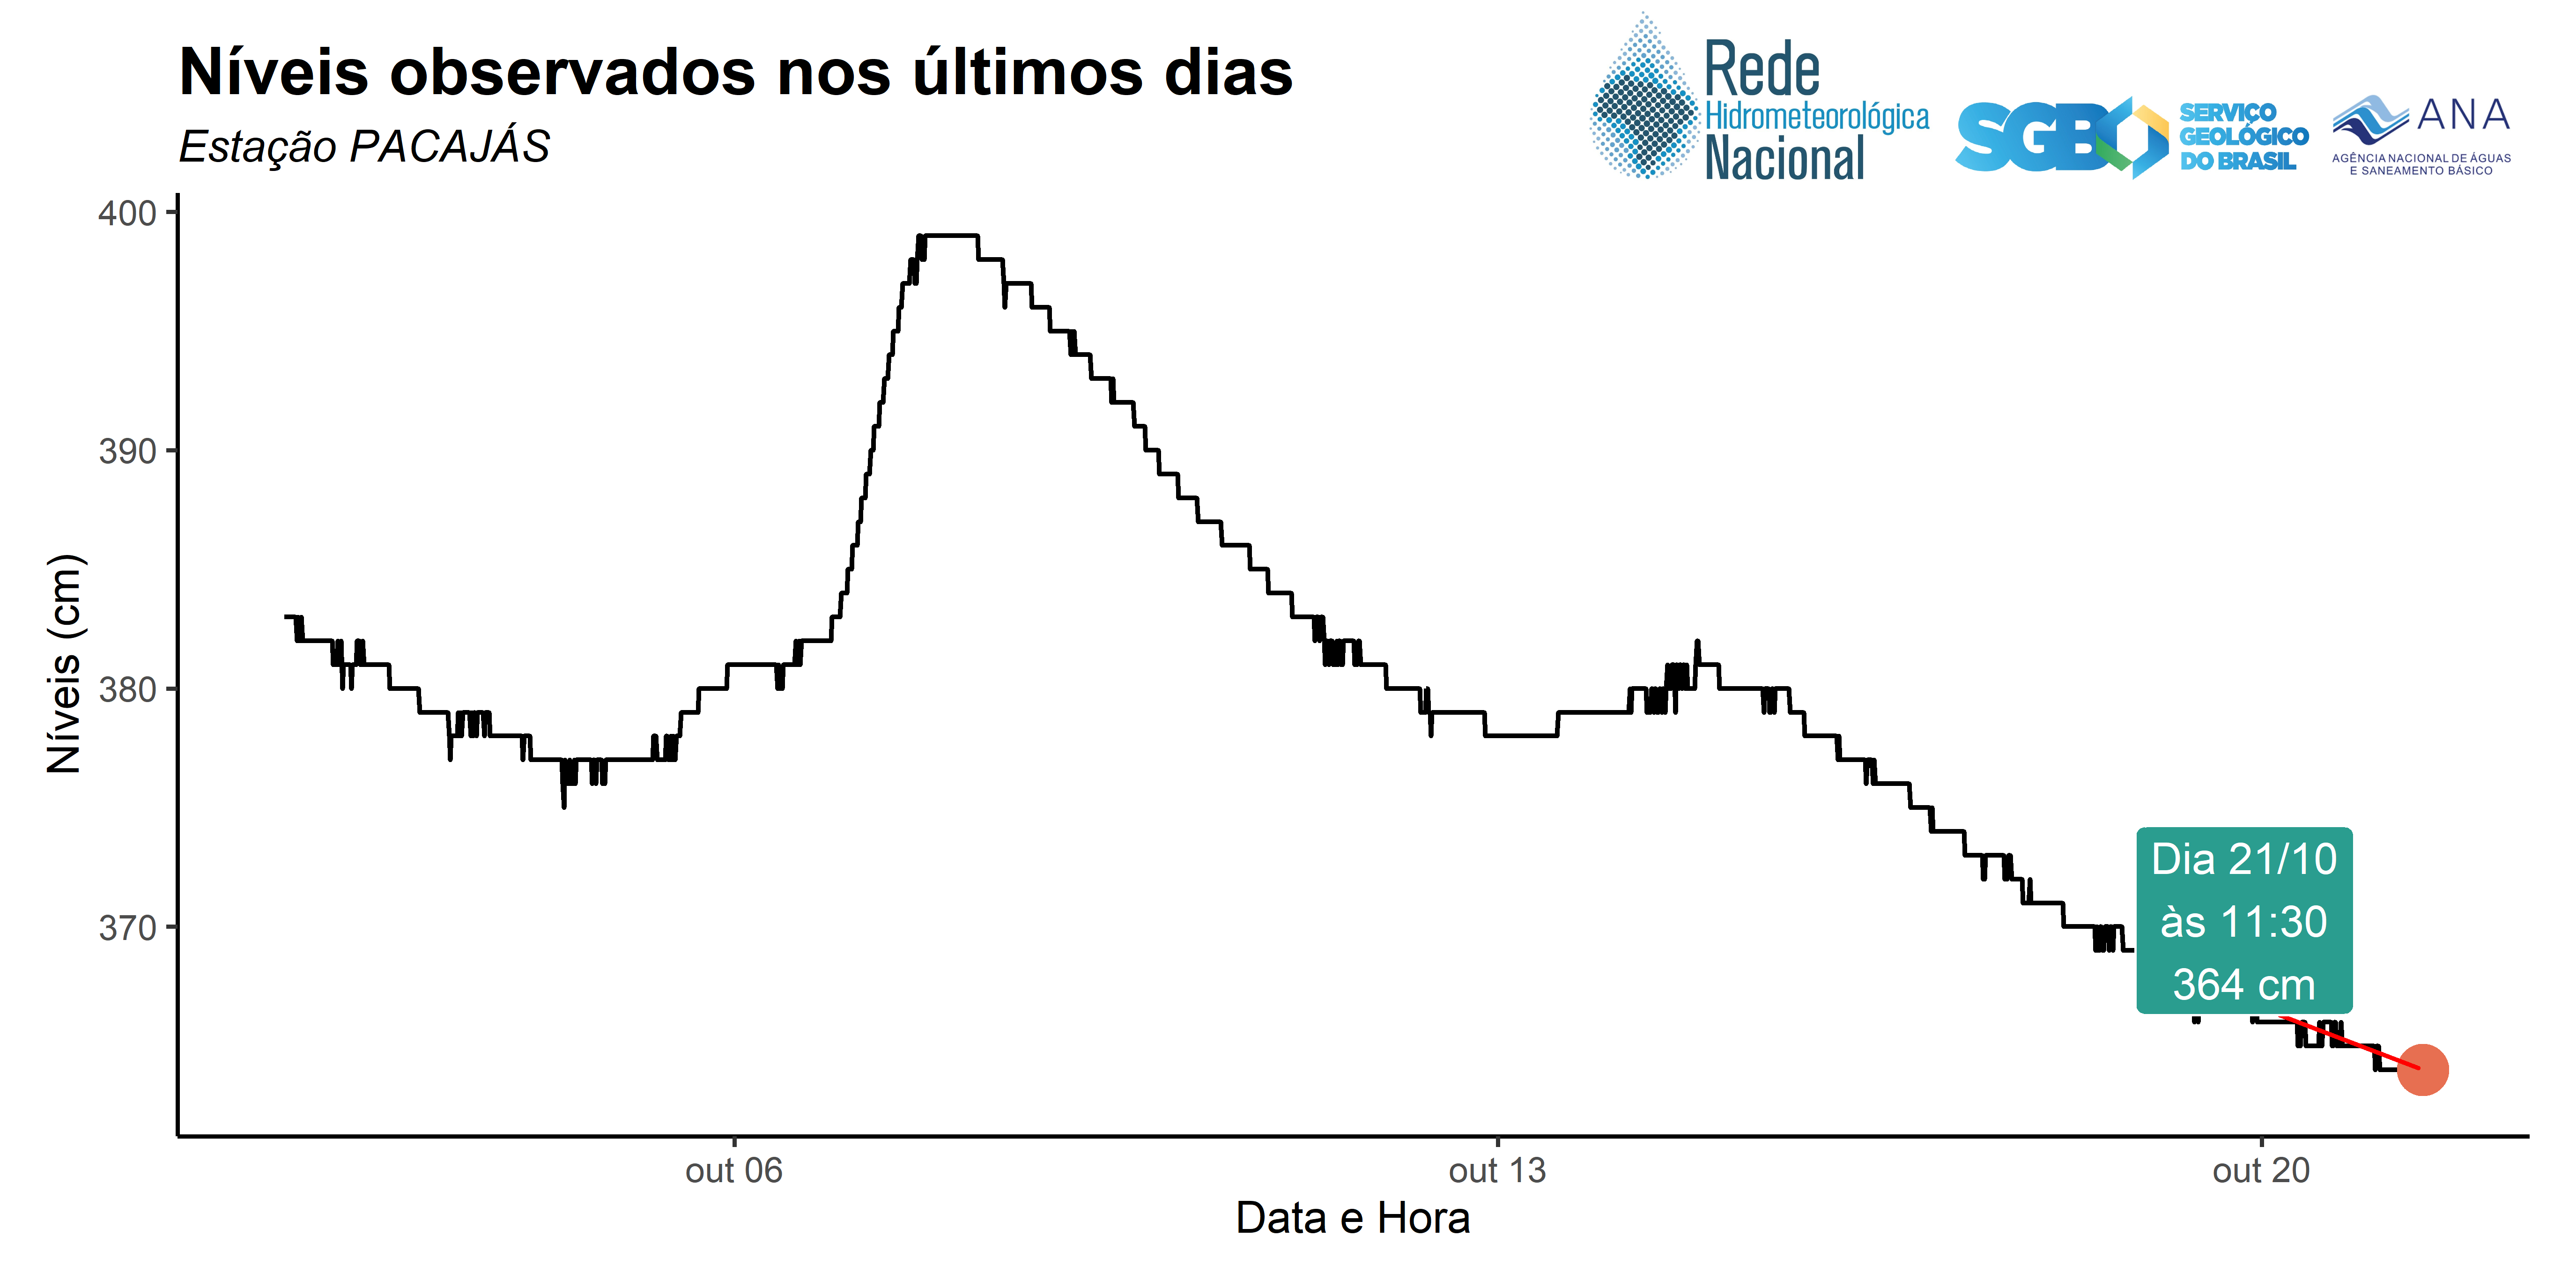 Níveis observados nos últimos dias
Estação PACAJÁS
Rede
Hidrometeorológica
Nacional
SGB
SERVIÇO
GEOLÓGICO
DO BRASIL
ANA
AGÊNCIA NACIONAL DE ÁGUAS
E SANEAMENTO BÁSICO
400
390
380
370
Níveis (cm)
Dia 21/10
às 11:30
364 cm
out 06
out 13
out 20
Data e Hora